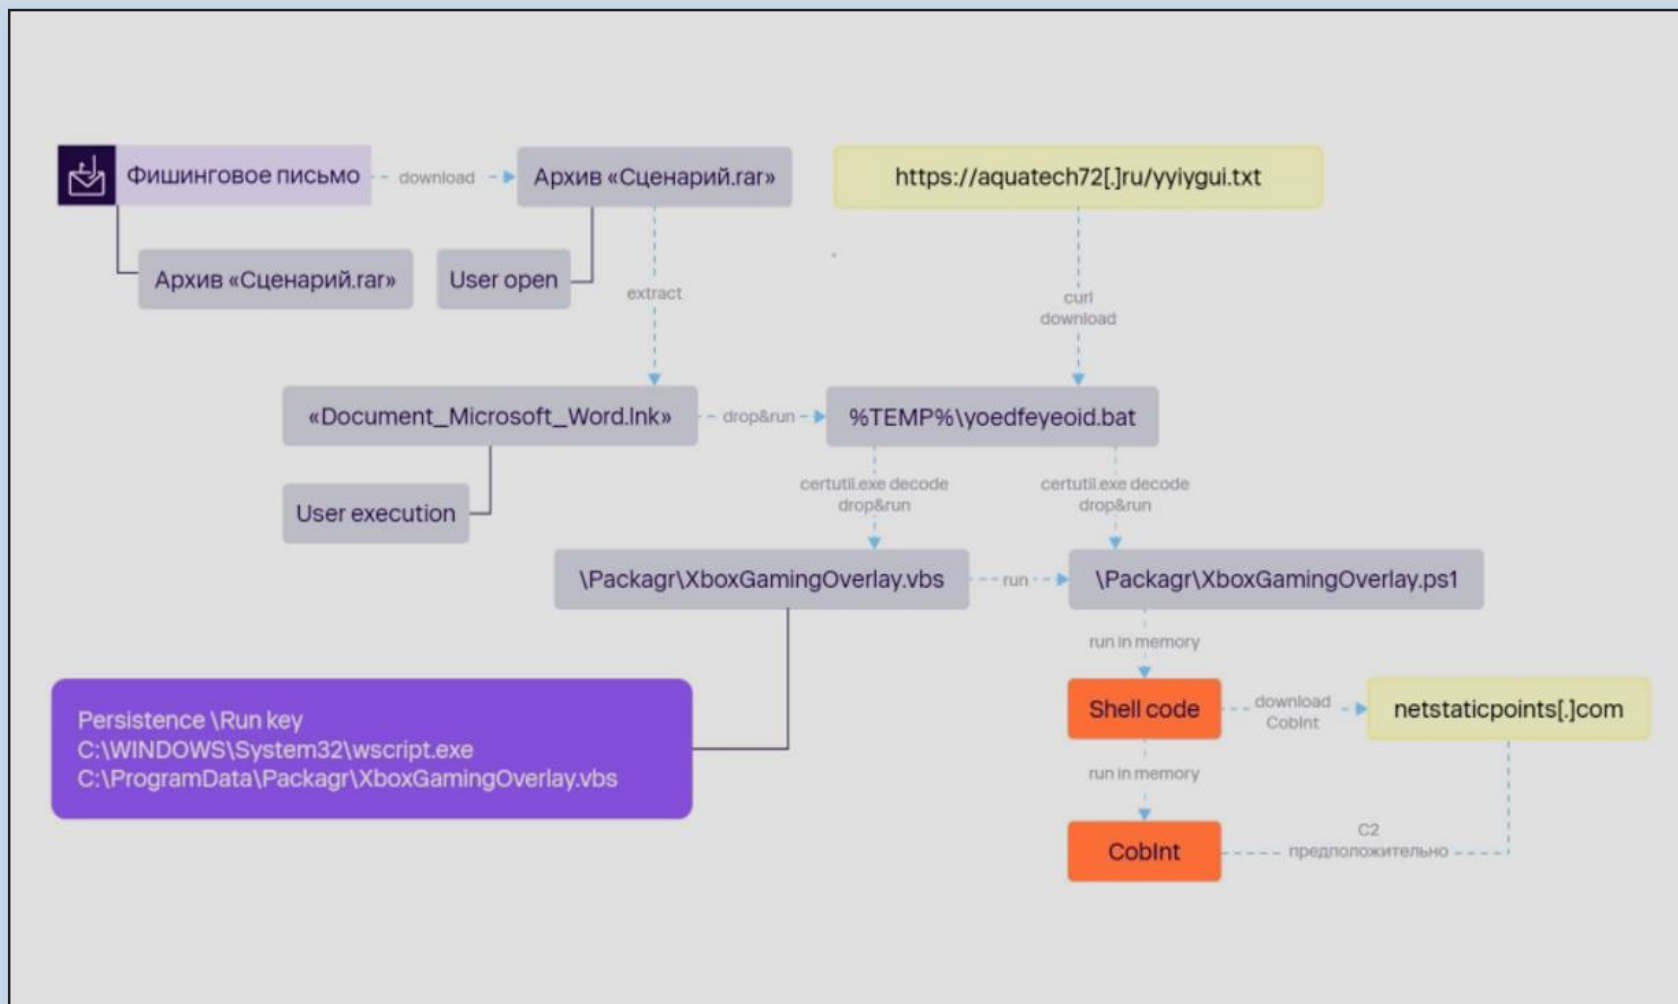 Фишинговое письмо
download
Архив «Сценарий.rar»
https://aquatech72[.]ru/yyiygui.txt
Архив «Сценарий.rar»
User open
extract
curl
download
«Document_Microsoft_Word.lnk»
drop&run
%TEMP%\yoedfeyeoid.bat
User execution
certutil.exe decode
drop&run
certutil.exe decode
drop&run
\Packagr\XboxGamingOverlay.vbs
run
\Packagr\XboxGamingOverlay.ps1
run in memory
Persistence \Run key
C:\WINDOWS\System32\wscript.exe
C:\ProgramData\Packagr\XboxGamingOverlay.vbs
Shell code
download
CobInt
netstaticpoints[.]com
run in memory
CobInt
C2
предположительно